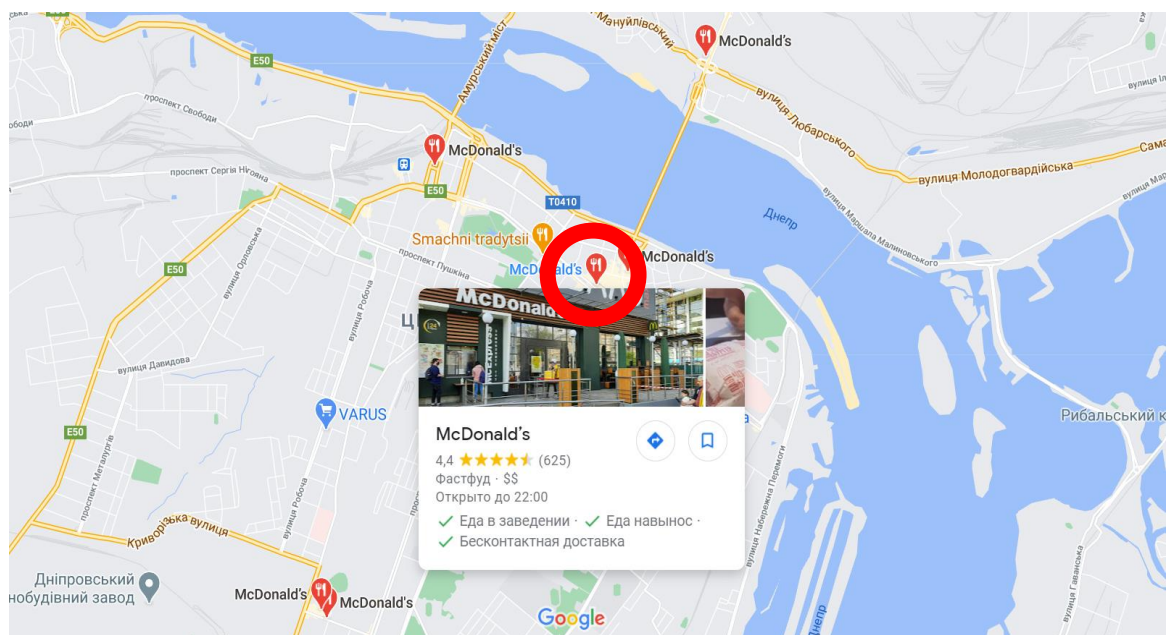 Мануйлівський
McDonald's
E50
Амурський міст
проспект Свободи
вулиця Любарського
McDonald's
проспект Сергія Нігояна
E50
вулиця Молодогвардійська
T0410
Днепр
вулиця Маршала Малиновського
Smachni tradytsii
McDonald's
McDonald's
проспект Пушкіна
вулиця Орловська
E50
вулиця Робоча
McDonald's
McExpress
вулиця Давидова
VARUS
Рибальський к
E50
McDonald's
4,4 (625)
Фастфуд · $$
Открыто до 22:00
Еда в заведении · Еда навынос ·
Бесконтактная доставка
проспект Металургів
вулиця Робоча
вулиця Набережна Перемоги
Криворізька вулиця
Дніпровський
нобудівний завод
McDonald's
McDonald's
вулиця Гаванська
Днепр
Google